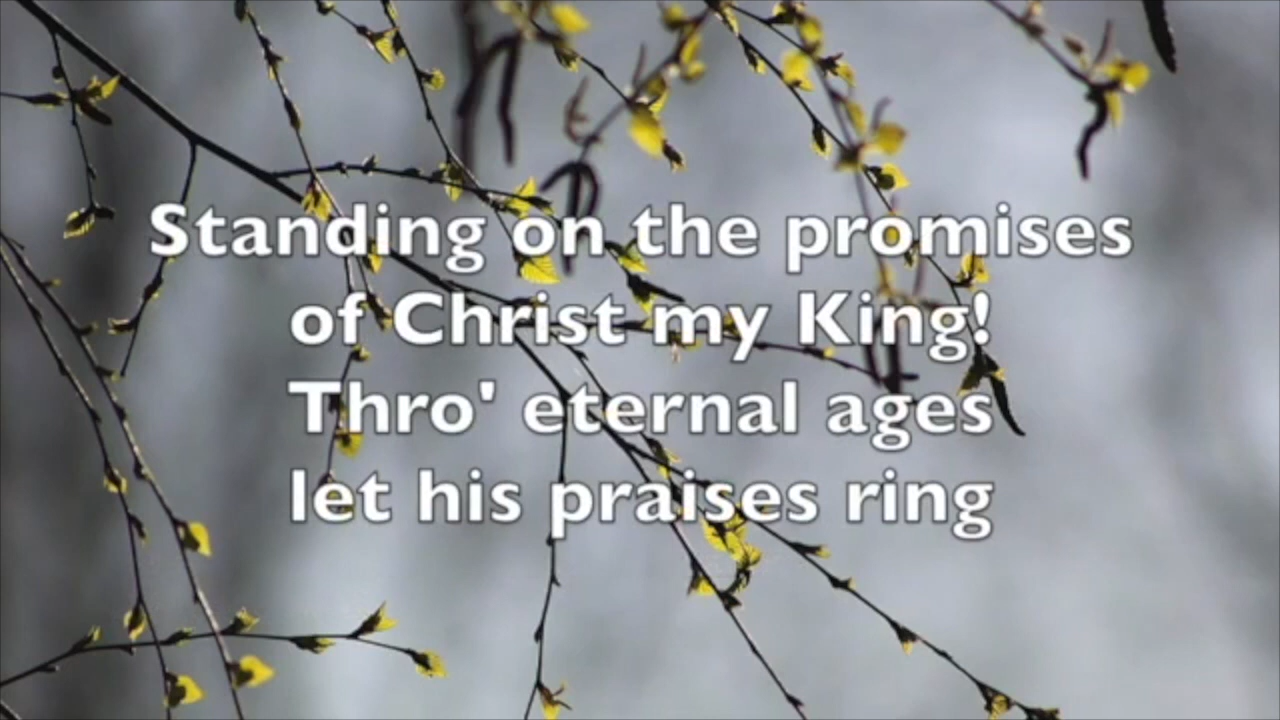 Standing on the promises
of Christ my King!
Thro' eternal ages
let his praises ring